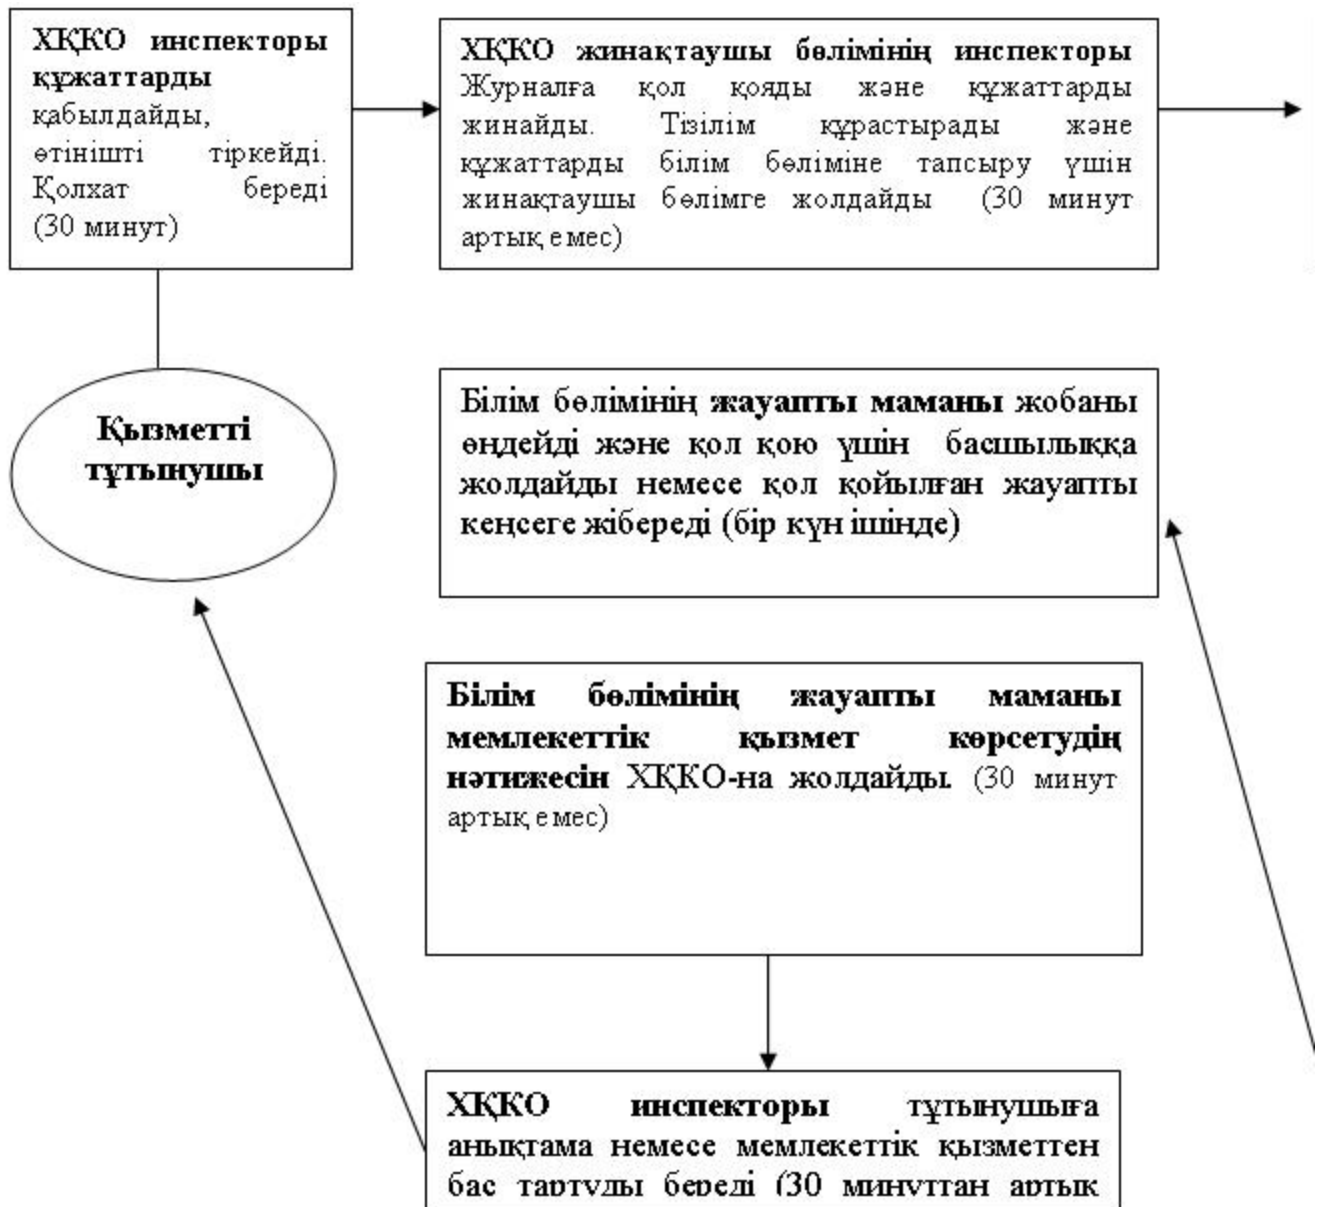 ХҚКО инспекторы
құжаттарды
қабылдайды,
өтінішті тіркейді.
Қолхат береді
(30 минут)
ХҚКО жинақтаушы бөлімінің инспекторы
Журналға қол қояды және құжаттарды
жинайды. Тізілім құрастырады және
құжаттарды білім бөліміне тапсыру үшін
жинақтаушы бөлімге жолдайды (30 минут
артық емес)
Қызметті
тұтынушы
Білім бөлімінің жауапты маманы жобаны
өңдейді және қол қою үшін басшылыққа
жолдайды немесе қол қойылған жауапты
кеңсеге жібереді (бір күн ішінде)
Білім бөлімінің жауапты маманы
мемлекеттік қызмет көрсетудің
нәтижесін ХҚКО-на жолдайды. (30 минут
артық емес)
ХҚКО инспекторы тұтынушыға
анықтама немесе мемлекеттік қызметтен
бас тартуды береді (30 минуттан артық